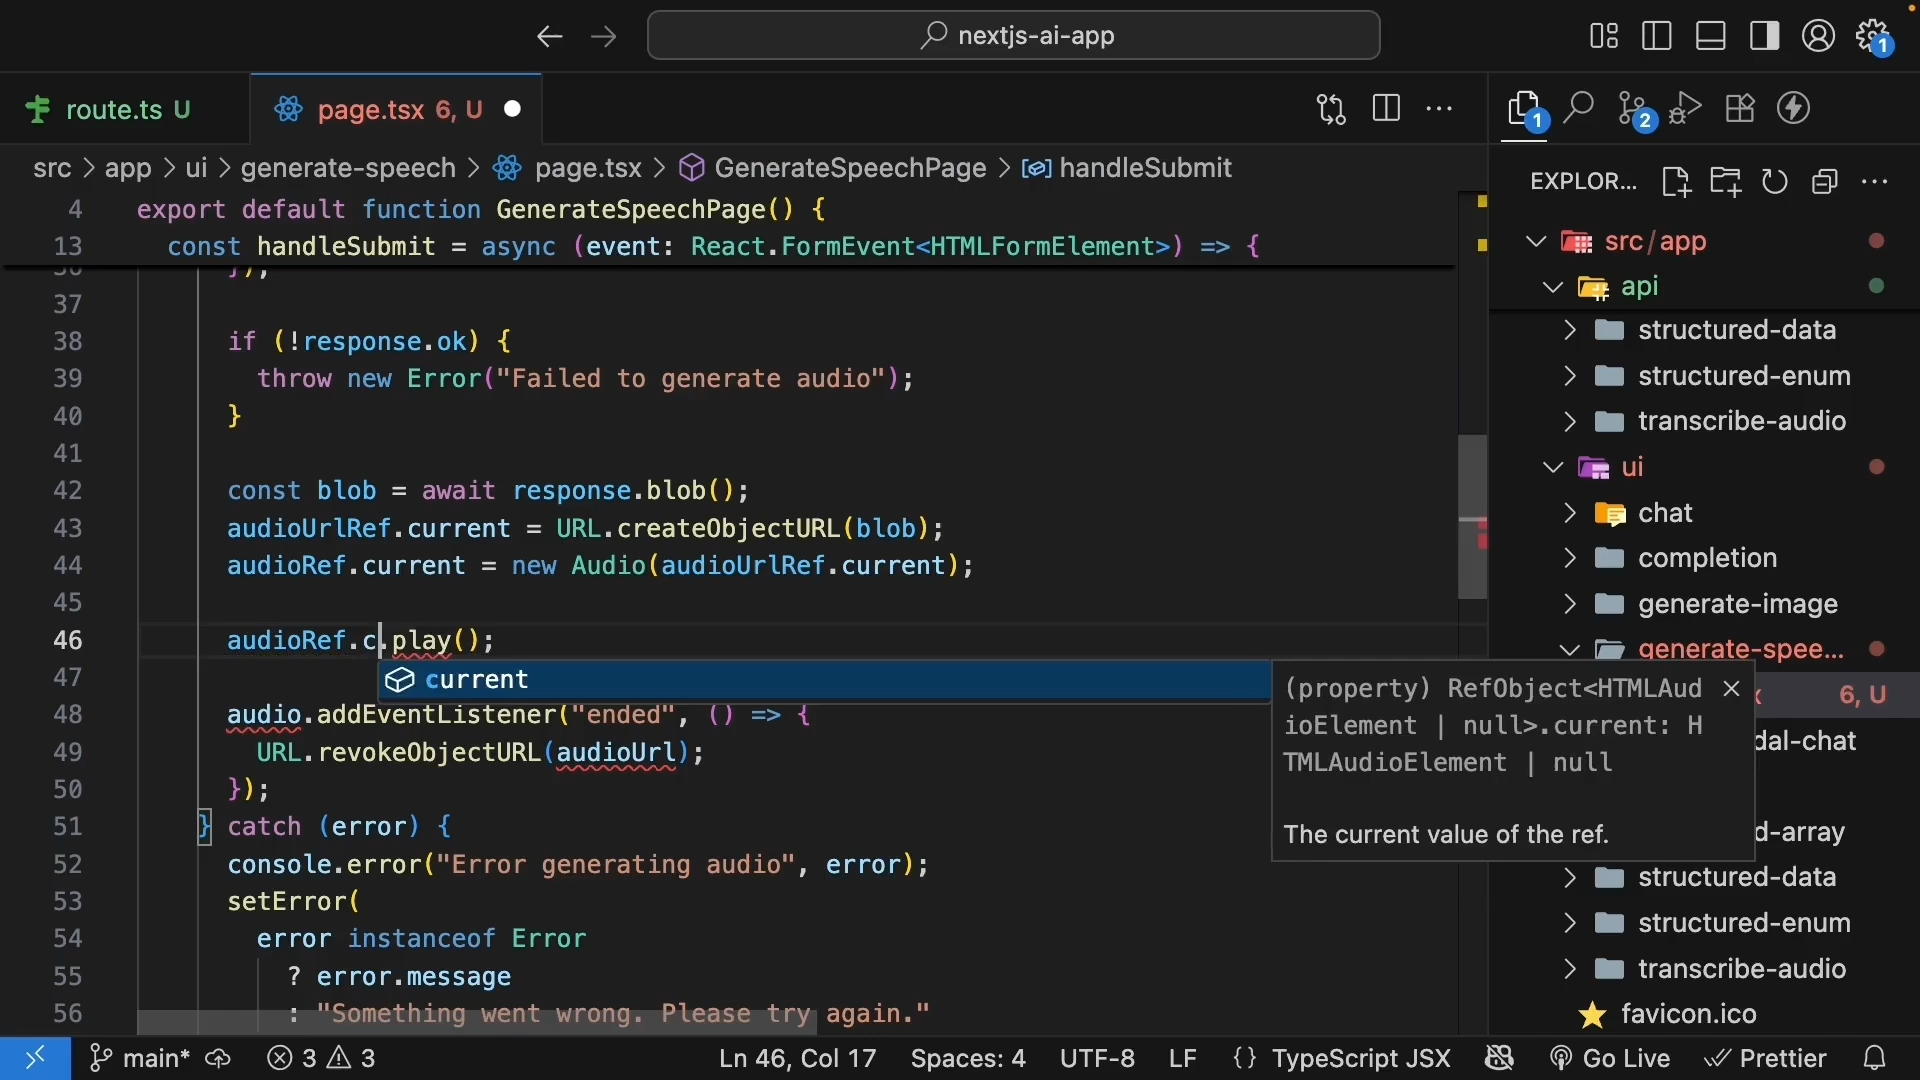 nextjs-ai-app
1
route.ts U
page.tsx 6, U
1
2
src > app > ui > generate-speech > page.tsx > GenerateSpeechPage > handleSubmit
EXPLOR...
4 export default function GenerateSpeechPage() {
13 const handleSubmit = async (event: React.FormEvent<HTMLFormElement>) => {
36 });
37
38 if (!response.ok) {
39 throw new Error("Failed to generate audio");
40 }
41
42 const blob = await response.blob();
43 audioUrlRef.current = URL.createObjectURL(blob);
44 audioRef.current = new Audio(audioUrlRef.current);
45
46 audioRef.c.play();
47
current
48 audio.addEventListener("ended", () => {
49 URL.revokeObjectURL(audioUrl);
50 });
51 } catch (error) {
52 console.error("Error generating audio", error);
53 setError(
54 error instanceof Error
55 ? error.message
56 : "Something went wrong. Please try again."
(property) RefObject<HTMLAud
ioElement | null>.current: H
TMLAudioElement | null
The current value of the ref.
src/app
api
structured-data
structured-enum
transcribe-audio
ui
chat
completion
generate-image
generate-spee...
x 6, U
dal-chat
d-array
structured-data
structured-enum
transcribe-audio
favicon.ico
main* 3 3 Ln 46, Col 17 Spaces: 4 UTF-8 LF {} TypeScript JSX Go Live Prettier